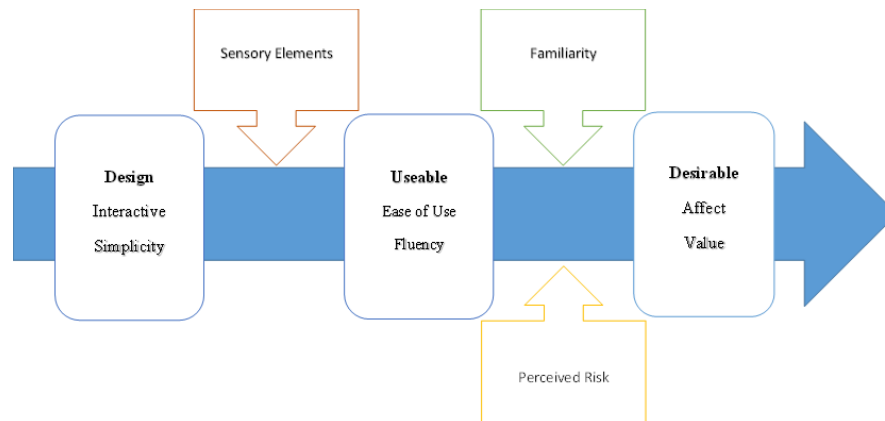 Sensory Elements
Familiarity
Design
Interactive
Simplicity
Useable
Ease of Use
Fluency
Desirable
Affect
Value
Perceived Risk